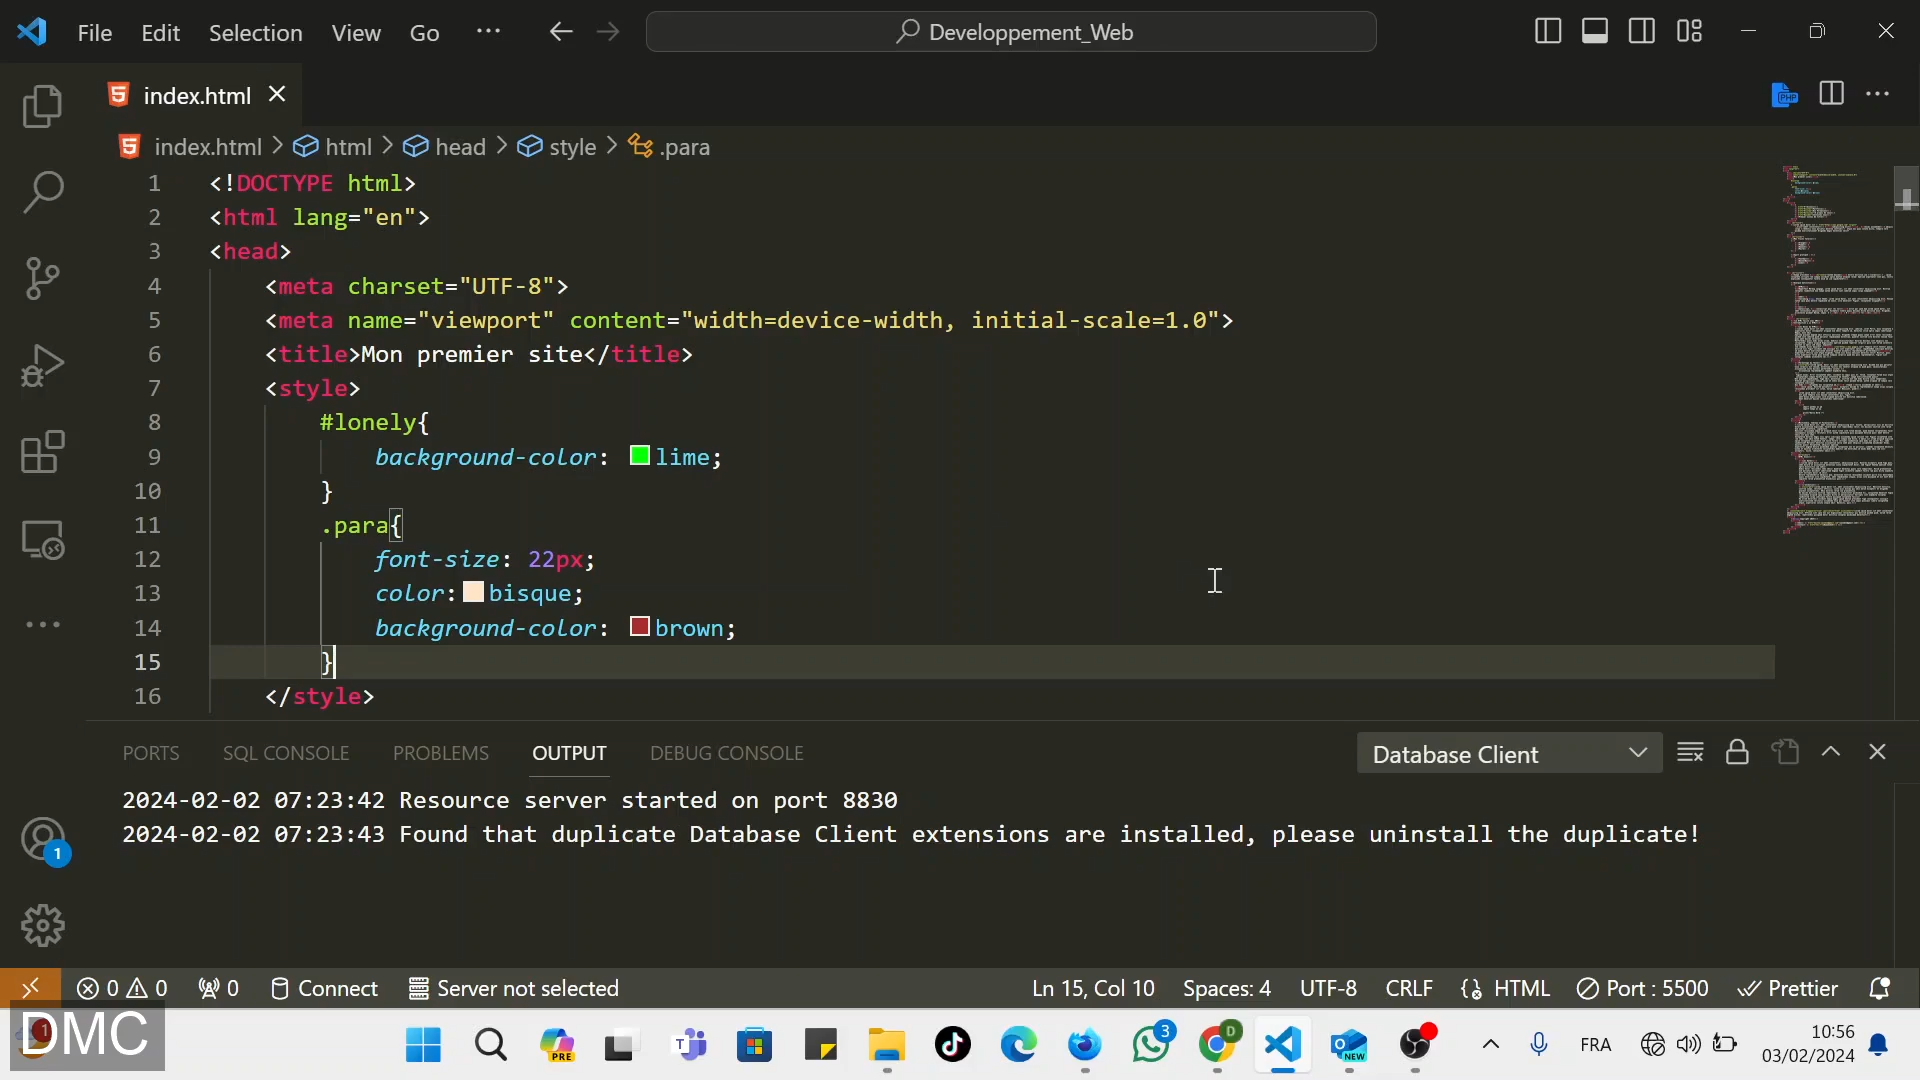 File Edit Selection View Go ··· Developpement_Web
index.html
index.html > html > head > style > .para
1 <!DOCTYPE html>
2 <html lang="en">
3 <head>
4 <meta charset="UTF-8">
5 <meta name="viewport" content="width=device-width, initial-scale=1.0">
6 <title>Mon premier site</title>
7 <style>
8 #lonely{
9 background-color: lime;
10 }
11 .para{
12 font-size: 22px;
13 color: bisque;
14 background-color: brown;
15 }
16 </style>
PORTS SQL CONSOLE PROBLEMS OUTPUT DEBUG CONSOLE Database Client
2024-02-02 07:23:42 Resource server started on port 8830
2024-02-02 07:23:43 Found that duplicate Database Client extensions are installed, please uninstall the duplicate!
1
0 0 0 Connect Server not selected Ln 15, Col 10 Spaces: 4 UTF-8 CRLF HTML Port : 5500 Prettier
DMC 1 PRE 3 D NEW FRA 10:56
03/02/2024